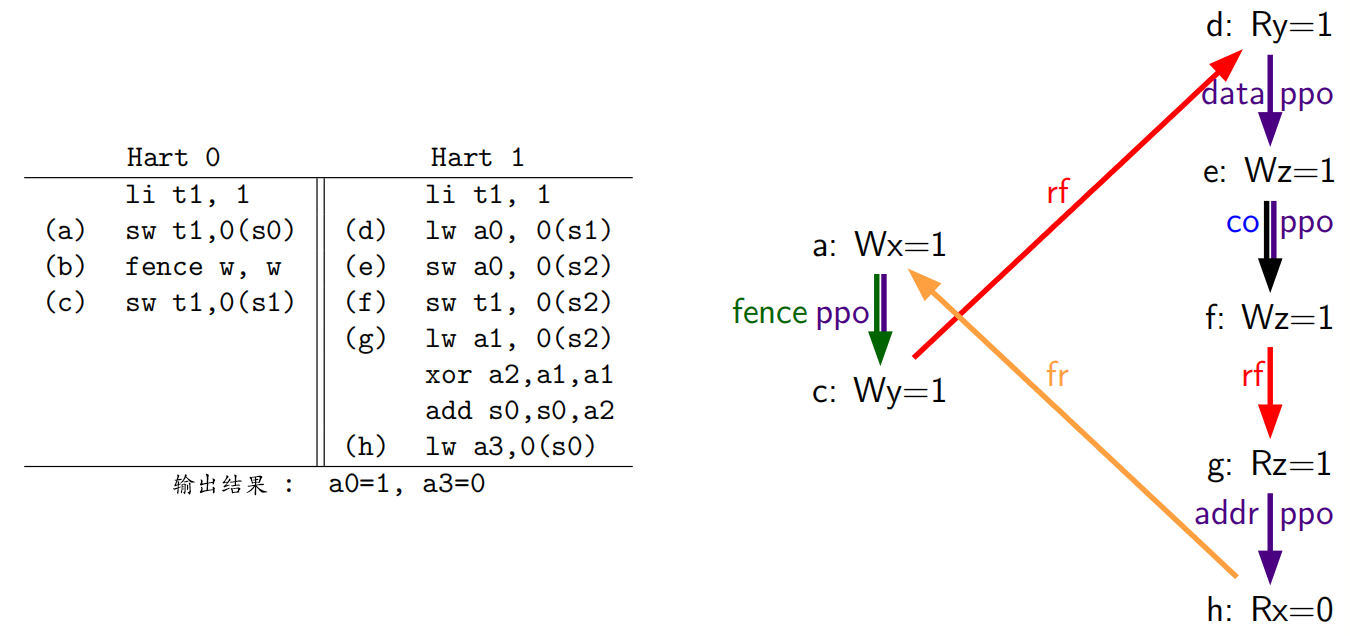 Hart 0 Hart 1
li t1, 1 li t1, 1
(a) sw t1,0(s0) (d) lw a0, 0(s1)
(b) fence w, w (e) sw a0, 0(s2)
(c) sw t1,0(s1) (f) sw t1, 0(s2)
(g) lw a1, 0(s2)
xor a2,a1,a1
add s0,s0,a2
(h) lw a3,0(s0)
输出结果 : a0=1, a3=0
d: Ry=1
data ppo
e: Wz=1
rf
co ppo
a: Wx=1
fence ppo
f: Wz=1
fr
rf
c: Wy=1
g: Rz=1
addr ppo
h: Rx=0